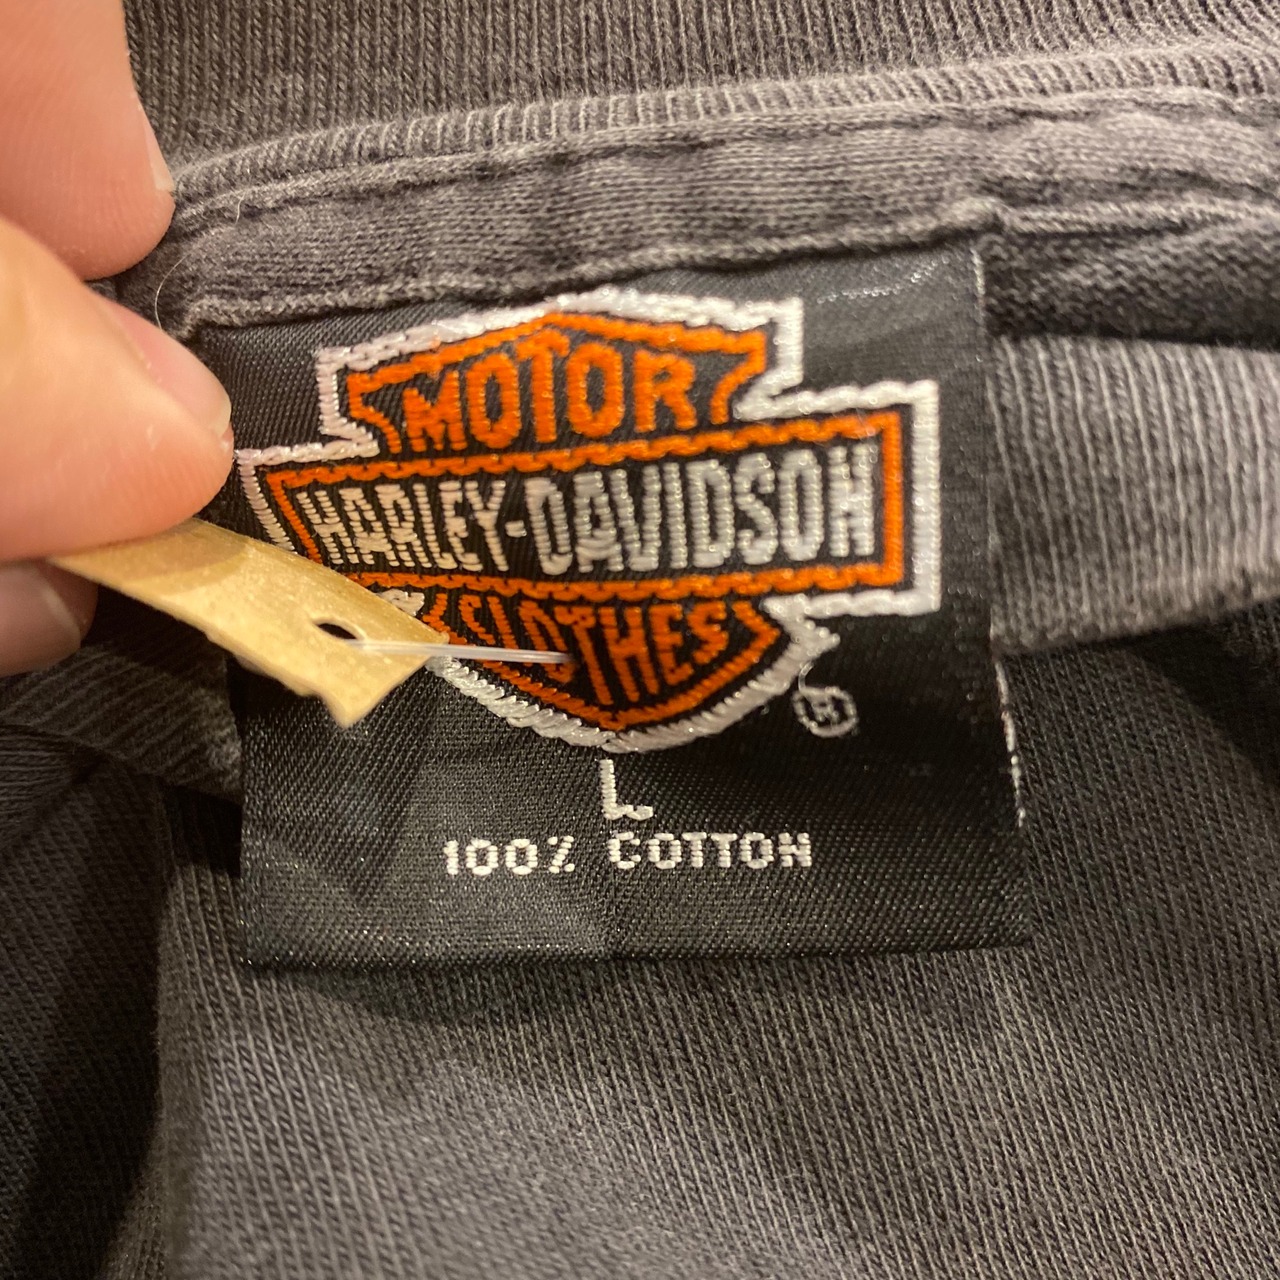 MOTOR
HARLEY-DAVIDSON
CLOTHES
®
L
100% COTTON